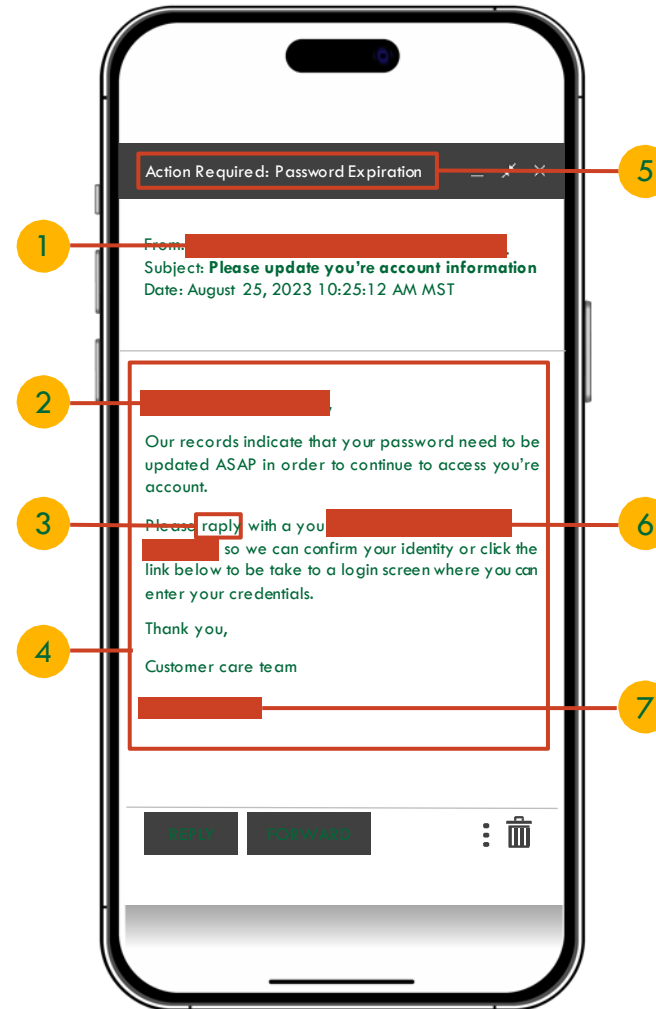 Action Required: Password Expiration
5
1
From:
Subject: Please update you’re account information
Date: August 25, 2023 10:25:12 AM MST
2
,
Our records indicate that your password need to be
updated ASAP in order to continue to access you’re
account.
3
Please raply with a you
6
so we can confirm your identity or click the
link below to be take to a login screen where you can
enter your credentials.
Thank you,
4
Customer care team
7
REPLY FORWARD